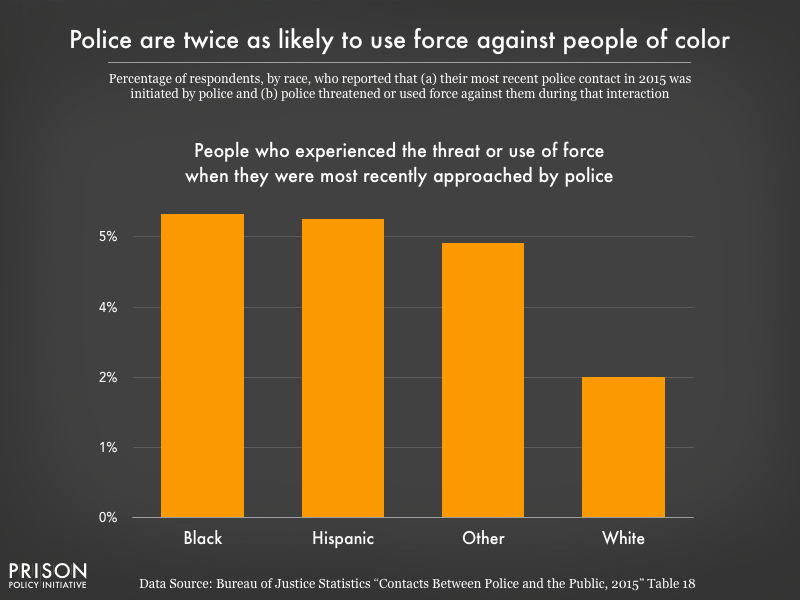 Police are twice as likely to use force against people of color
Percentage of respondents, by race, who reported that (a) their most recent police contact in 2015 was
initiated by police and (b) police threatened or used force against them during that interaction
People who experienced the threat or use of force
when they were most recently approached by police
5%
4%
2%
1%
0%
Black Hispanic Other White
PRISON
POLICY INITIATIVE
Data Source: Bureau of Justice Statistics “Contacts Between Police and the Public, 2015” Table 18